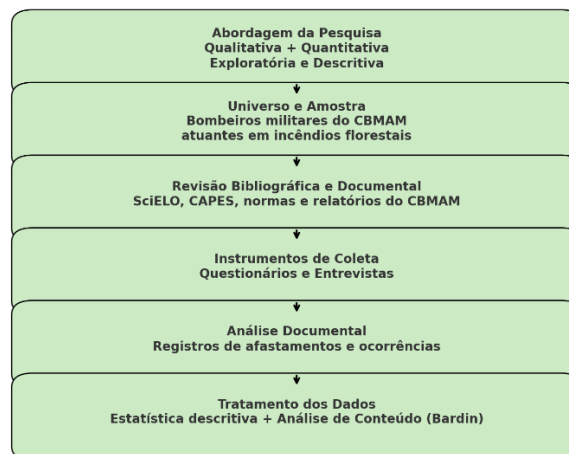 Abordagem da Pesquisa
Qualitativa + Quantitativa
Exploratória e Descritiva
Universo e Amostra
Bombeiros militares do CBMAM
atuantes em incêndios florestais
Revisão Bibliográfica e Documental
SciELO, CAPES, normas e relatórios do CBMAM
Instrumentos de Coleta
Questionários e Entrevistas
Análise Documental
Registros de afastamentos e ocorrências
Tratamento dos Dados
Estatística descritiva + Análise de Conteúdo (Bardin)